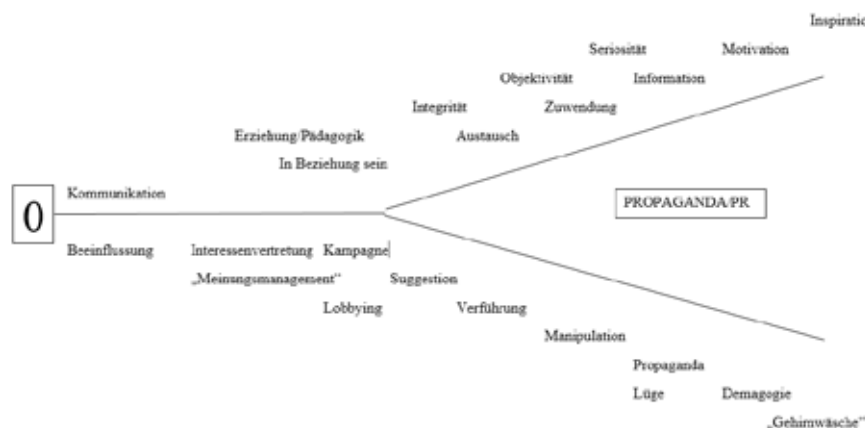 Inspiratio
Seriosität Motivation
Objektivität Information
Integrität Zuwendung
Erziehung/Pädagogik Austausch
In Beziehung sein
Kommunikation
0
PROPAGANDA/PR
Beeinflussung Interessenvertretung Kampagne
„Meinungsmanagement“ Suggestion
Lobbying Verführung
Manipulation
Propaganda
Lüge Demagogie
„Gehirnwäsche“